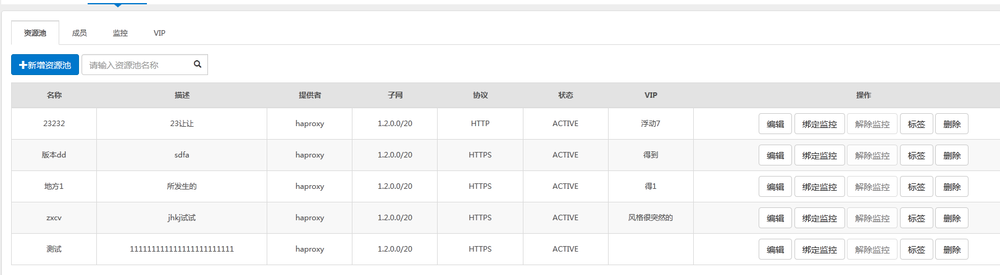 资源池 成员 监控 VIP
新增资源池 请输入资源池名称
名称 描述 提供者 子网 协议 状态 VIP 操作
23232 23让让 haproxy 1.2.0.0/20 HTTP ACTIVE 浮动7 编辑 绑定监控 解除监控 标签 删除
版本dd sdfa haproxy 1.2.0.0/20 HTTPS ACTIVE 得到 编辑 绑定监控 解除监控 标签 删除
地方1 所发生的 haproxy 1.2.0.0/20 HTTPS ACTIVE 得1 编辑 绑定监控 解除监控 标签 删除
zxcv jhkj试试 haproxy 1.2.0.0/20 HTTPS ACTIVE 风格很突然的 编辑 绑定监控 解除监控 标签 删除
测试 111111111111111111111111 haproxy 1.2.0.0/20 HTTPS ACTIVE 编辑 绑定监控 解除监控 标签 删除